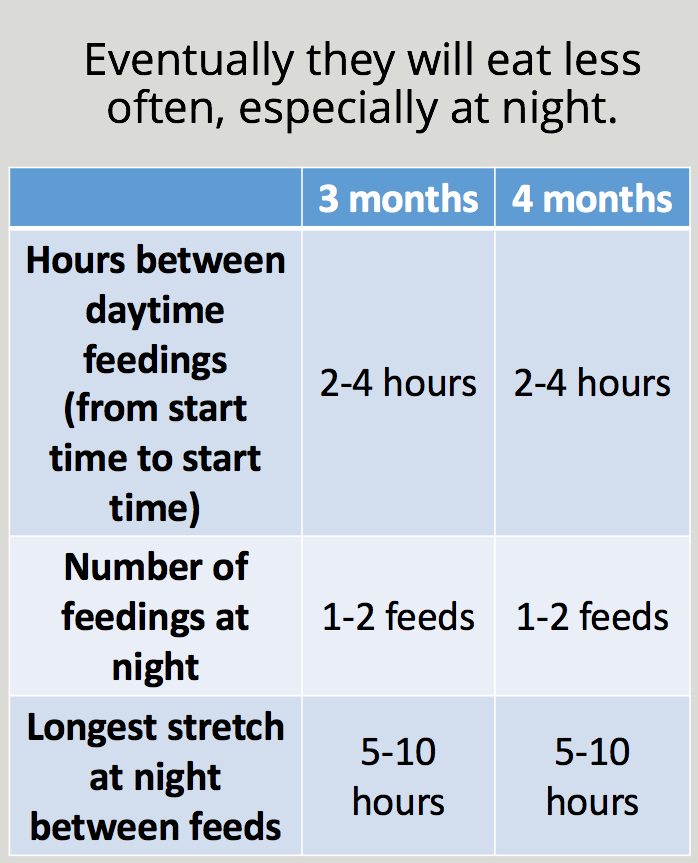 Eventually they will eat less
often, especially at night.
3 months
4 months
Hours between
daytime
feedings
(from start
time to start
time)
2-4 hours
2-4 hours
Number of
feedings at
night
1-2 feeds
1-2 feeds
Longest stretch
at night
between feeds
5-10
hours
5-10
hours